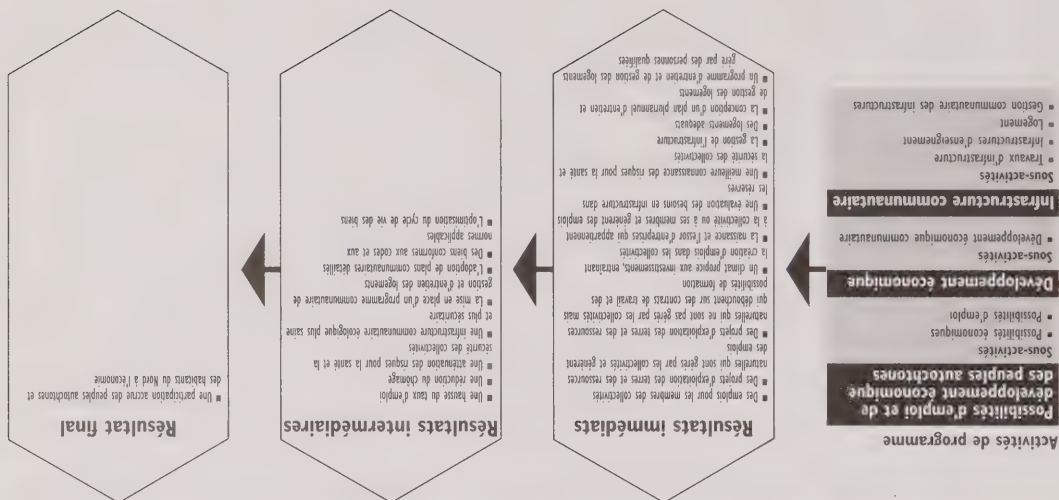 Activités de programme
Possibilités d'emploi et de
développement économique
des peuples autochtones
Sous-activités
▪ Possibilités économiques
▪ Possibilités d'emploi
Développement économique
Sous-activités
▪ Développement économique communautaire
Infrastructure communautaire
Sous-activités
▪ Travaux d'infrastructure
▪ Infrastructures d'enseignement
▪ Logement
▪ Gestion communautaire des infrastructures
Résultats immédiats
■ Des emplois pour les membres des collectivités
■ Des projets d'exploitation des terres et des ressources
naturelles qui sont gérés par les collectivités et génèrent
des emplois
■ Des projets d'exploitation des terres et des ressources
naturelles qui ne sont pas gérés par les collectivités mais
qui débouchent sur des contrats de travail et des
possibilités de formation
■ Un climat propice aux investissements, entraînant
la création d'emplois dans les collectivités
■ La naissance et l'essor d'entreprises qui appartiennent
à la collectivité ou à ses membres et génèrent des emplois
■ Une évaluation des besoins en infrastructure dans
les réserves
■ Une meilleure connaissance des risques pour la santé et
la sécurité des collectivités
■ La gestion de l'infrastructure
■ Des logements adéquats
■ La conception d'un plan pluriannuel d'entretien et
de gestion des logements
■ Un programme d'entretien et de gestion des logements
géré par des personnes qualifiées
Résultats intermédiaires
■ Une hausse du taux d'emploi
■ Une réduction du chômage
■ Une atténuation des risques pour la santé et la
sécurité des collectivités
■ Une infrastructure communautaire écologique plus saine
et plus sécuritaire
■ La mise en place d'un programme communautaire de
gestion et d'entretien des logements
■ L'adoption de plans communautaires détaillés
■ Des biens conformes aux codes et aux
normes applicables
■ L'optimisation du cycle de vie des biens
Résultat final
■ Une participation accrue des peuples autochtones et
des habitants du Nord à l'économie